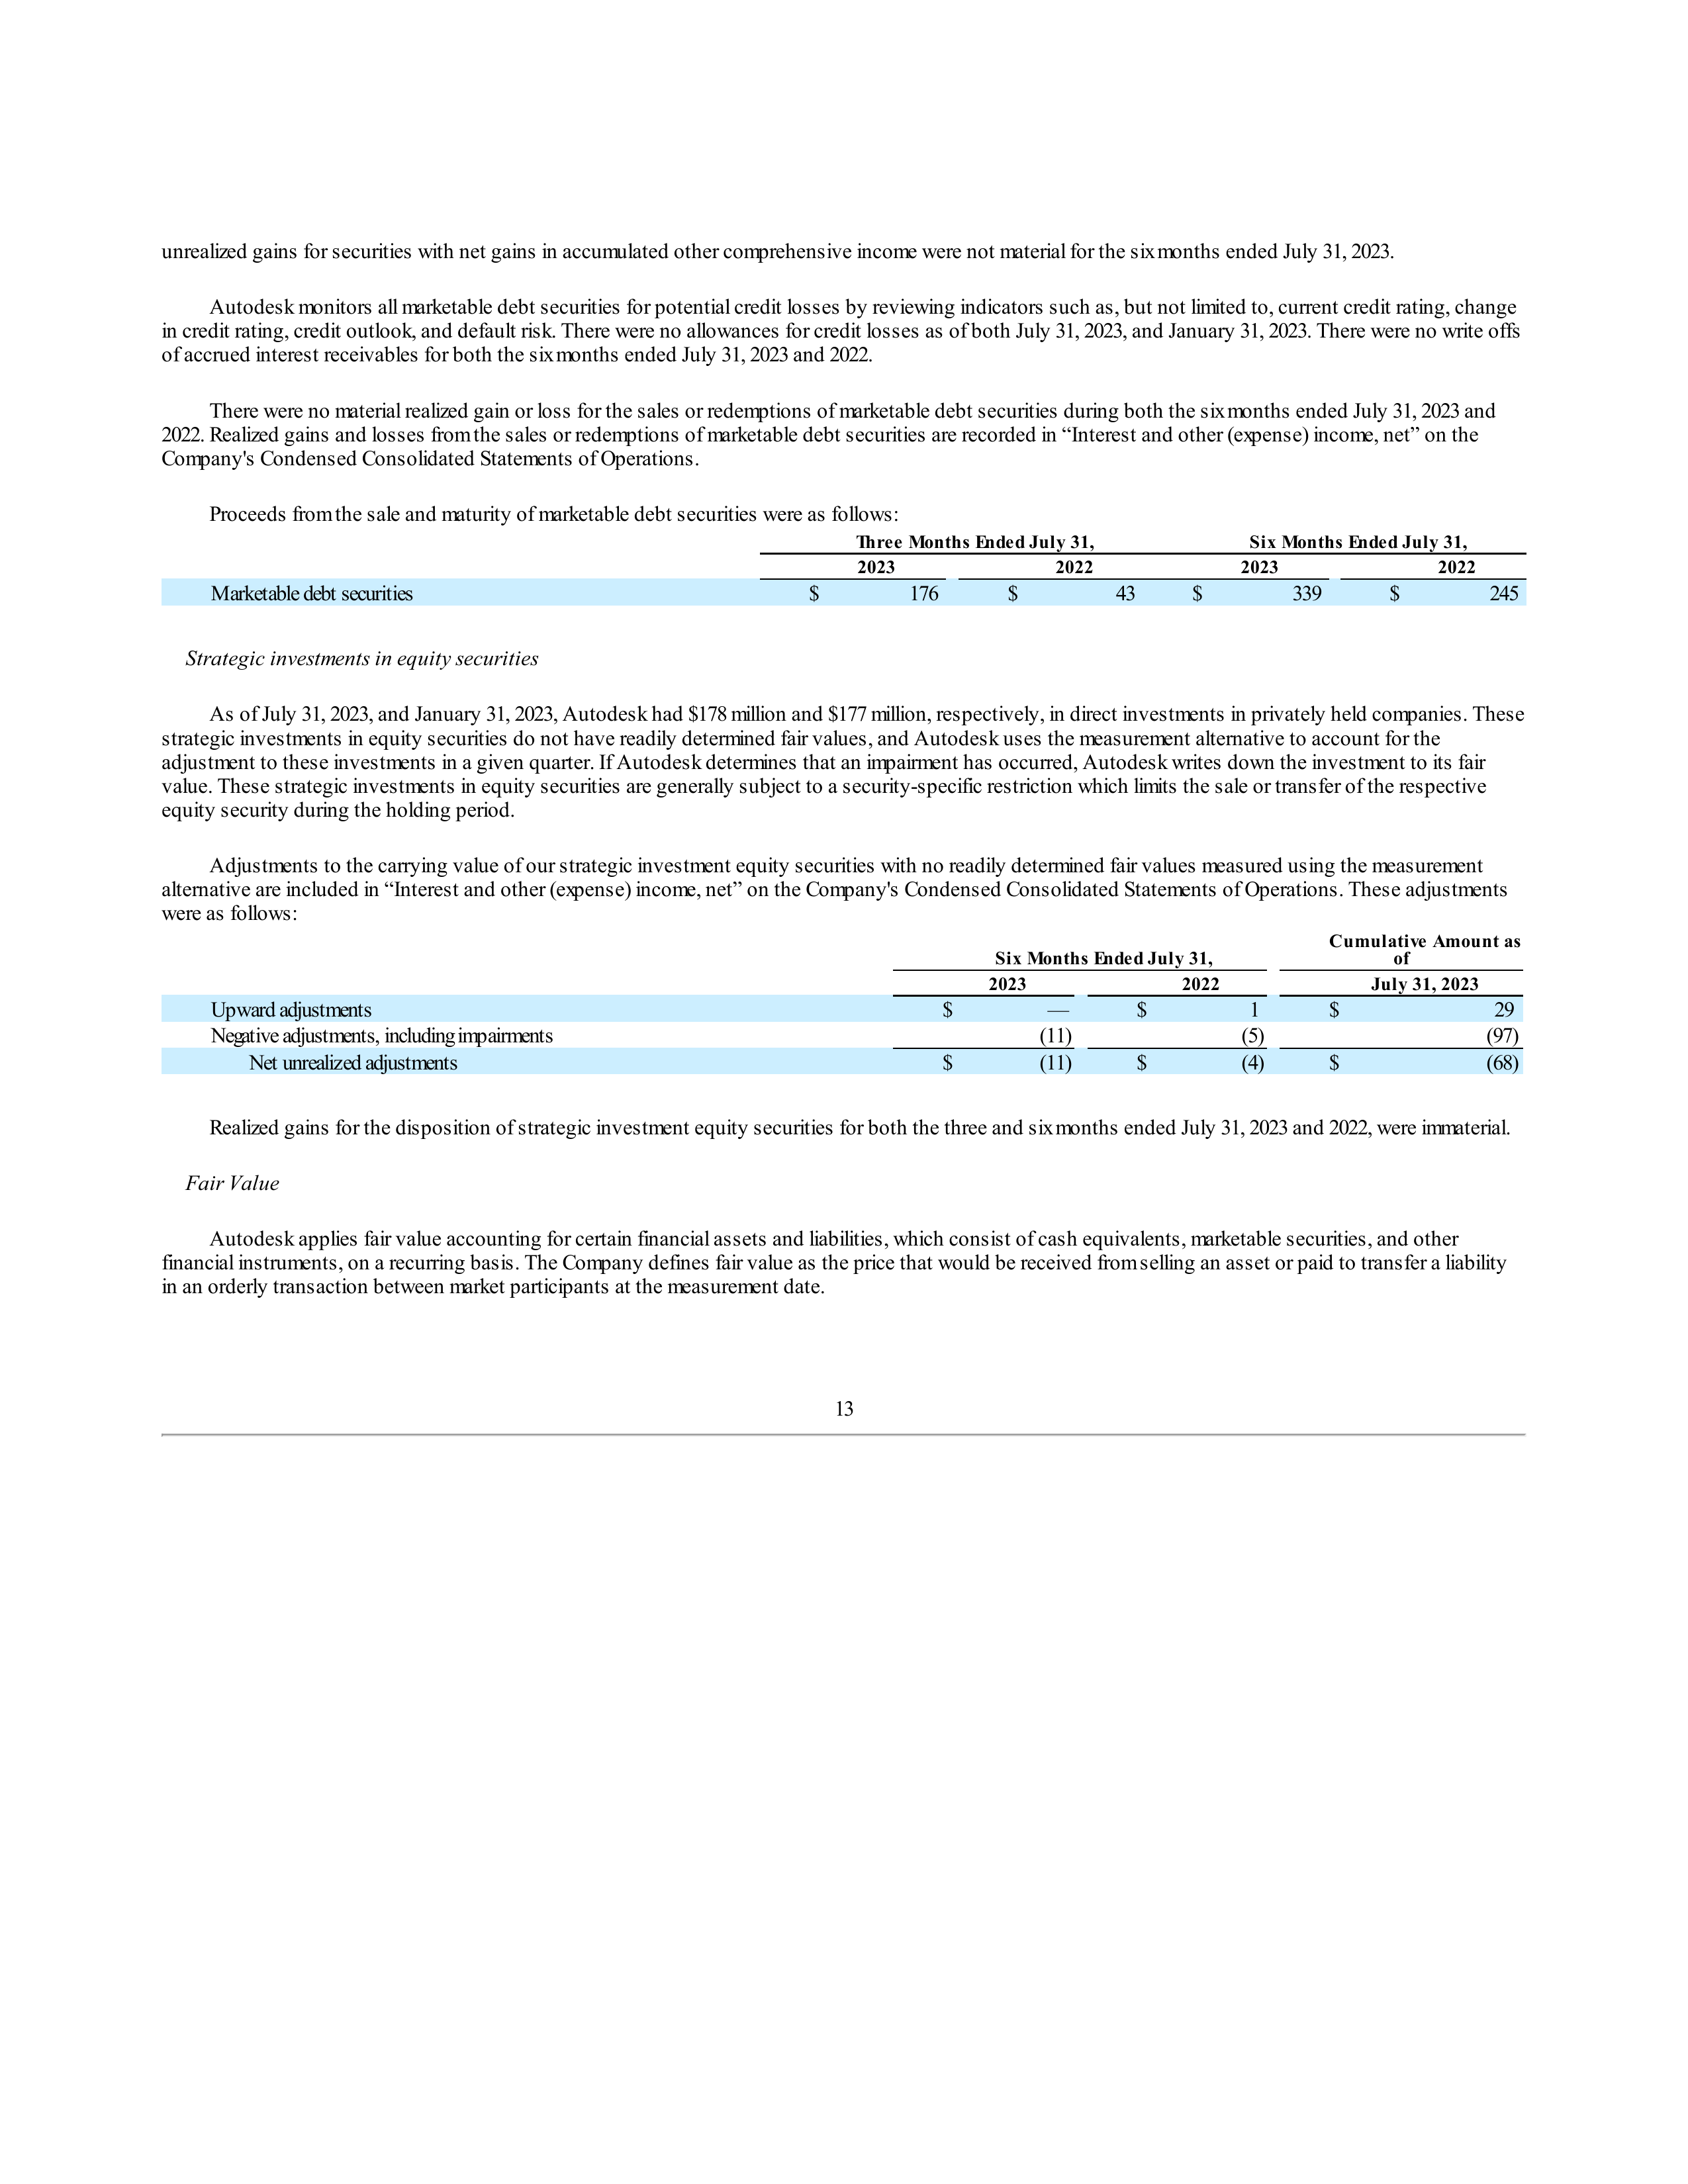 unrealized gains for securities with net gains in accumulated other comprehensive income were not material for the six months ended July 31, 2023.
Autodesk monitors all marketable debt securities for potential credit losses by reviewing indicators such as, but not limited to, current credit rating, change
in credit rating, credit outlook, and default risk. There were no allowances for credit losses as of both July 31, 2023, and January 31, 2023. There were no write offs
of accrued interest receivables for both the six months ended July 31, 2023 and 2022.
There were no material realized gain or loss for the sales or redemptions of marketable debt securities during both the six months ended July 31, 2023 and
2022. Realized gains and losses from the sales or redemptions of marketable debt securities are recorded in “Interest and other (expense) income, net” on the
Company's Condensed Consolidated Statements of Operations.
Proceeds from the sale and maturity of marketable debt securities were as follows:
Three Months Ended July 31, Six Months Ended July 31,
2023 2022 2023 2022
Marketable debt securities $ 176 $ 43 $ 339 $ 245
Strategic investments in equity securities
As of July 31, 2023, and January 31, 2023, Autodesk had $178 million and $177 million, respectively, in direct investments in privately held companies. These
strategic investments in equity securities do not have readily determined fair values, and Autodesk uses the measurement alternative to account for the
adjustment to these investments in a given quarter. If Autodesk determines that an impairment has occurred, Autodesk writes down the investment to its fair
value. These strategic investments in equity securities are generally subject to a security-specific restriction which limits the sale or transfer of the respective
equity security during the holding period.
Adjustments to the carrying value of our strategic investment equity securities with no readily determined fair values measured using the measurement
alternative are included in “Interest and other (expense) income, net” on the Company's Condensed Consolidated Statements of Operations. These adjustments
were as follows:
Six Months Ended July 31, Cumulative Amount as of
2023 2022 July 31, 2023
Upward adjustments $ — $ 1 $ 29
Negative adjustments, including impairments (11) (5) (97)
Net unrealized adjustments $ (11) $ (4) $ (68)
Realized gains for the disposition of strategic investment equity securities for both the three and six months ended July 31, 2023 and 2022, were immaterial.
Fair Value
Autodesk applies fair value accounting for certain financial assets and liabilities, which consist of cash equivalents, marketable securities, and other
financial instruments, on a recurring basis. The Company defines fair value as the price that would be received from selling an asset or paid to transfer a liability
in an orderly transaction between market participants at the measurement date.
13